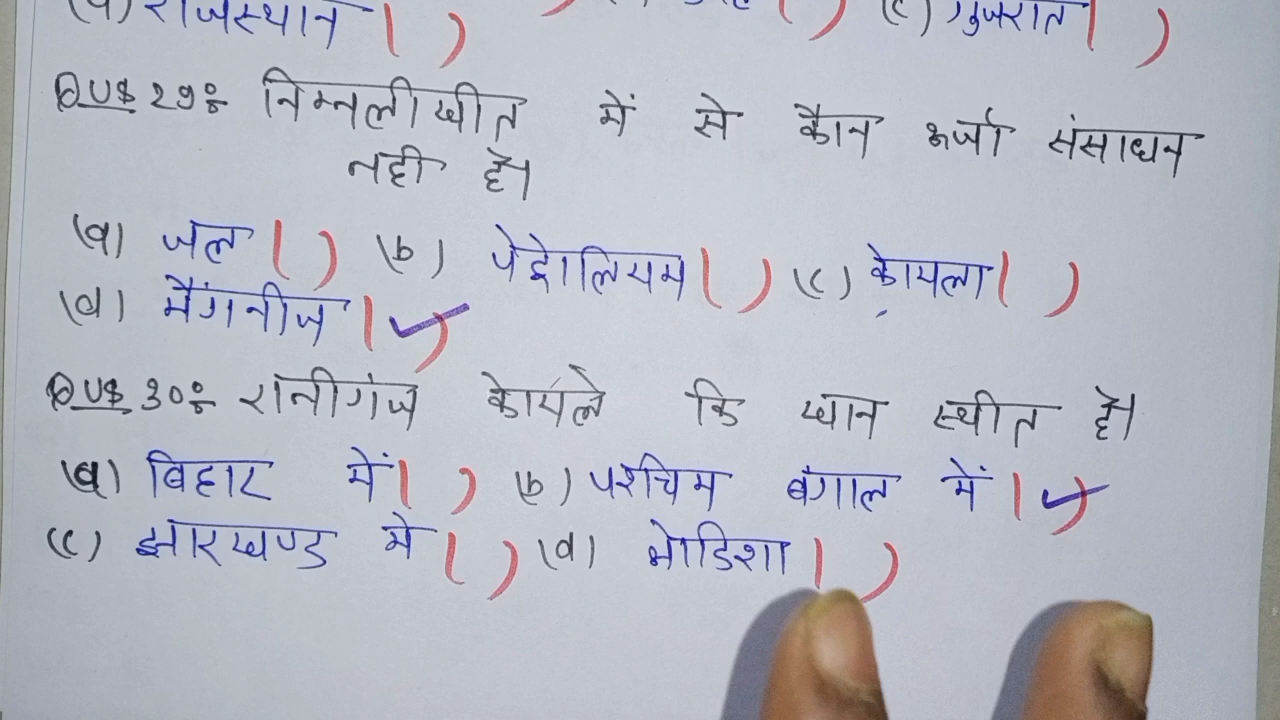 राजस्थान ( ) ( ) (c) गुजरात ( )
QUS 29: निम्नलीखीत में से कौन ऊर्जा संसाधन
नही है।
(a) जल ( ) (b) पेट्रोलियम ( ) (c) कोयला ( )
(d) मैंगनीज (✓)
QUS 30: रानीगंज कोयले कि खान स्थीत है।
(a) बिहार में ( ) (b) पश्चिम बंगाल में (✓)
(c) झारखण्ड मे ( ) (d) ओडिशा ( )